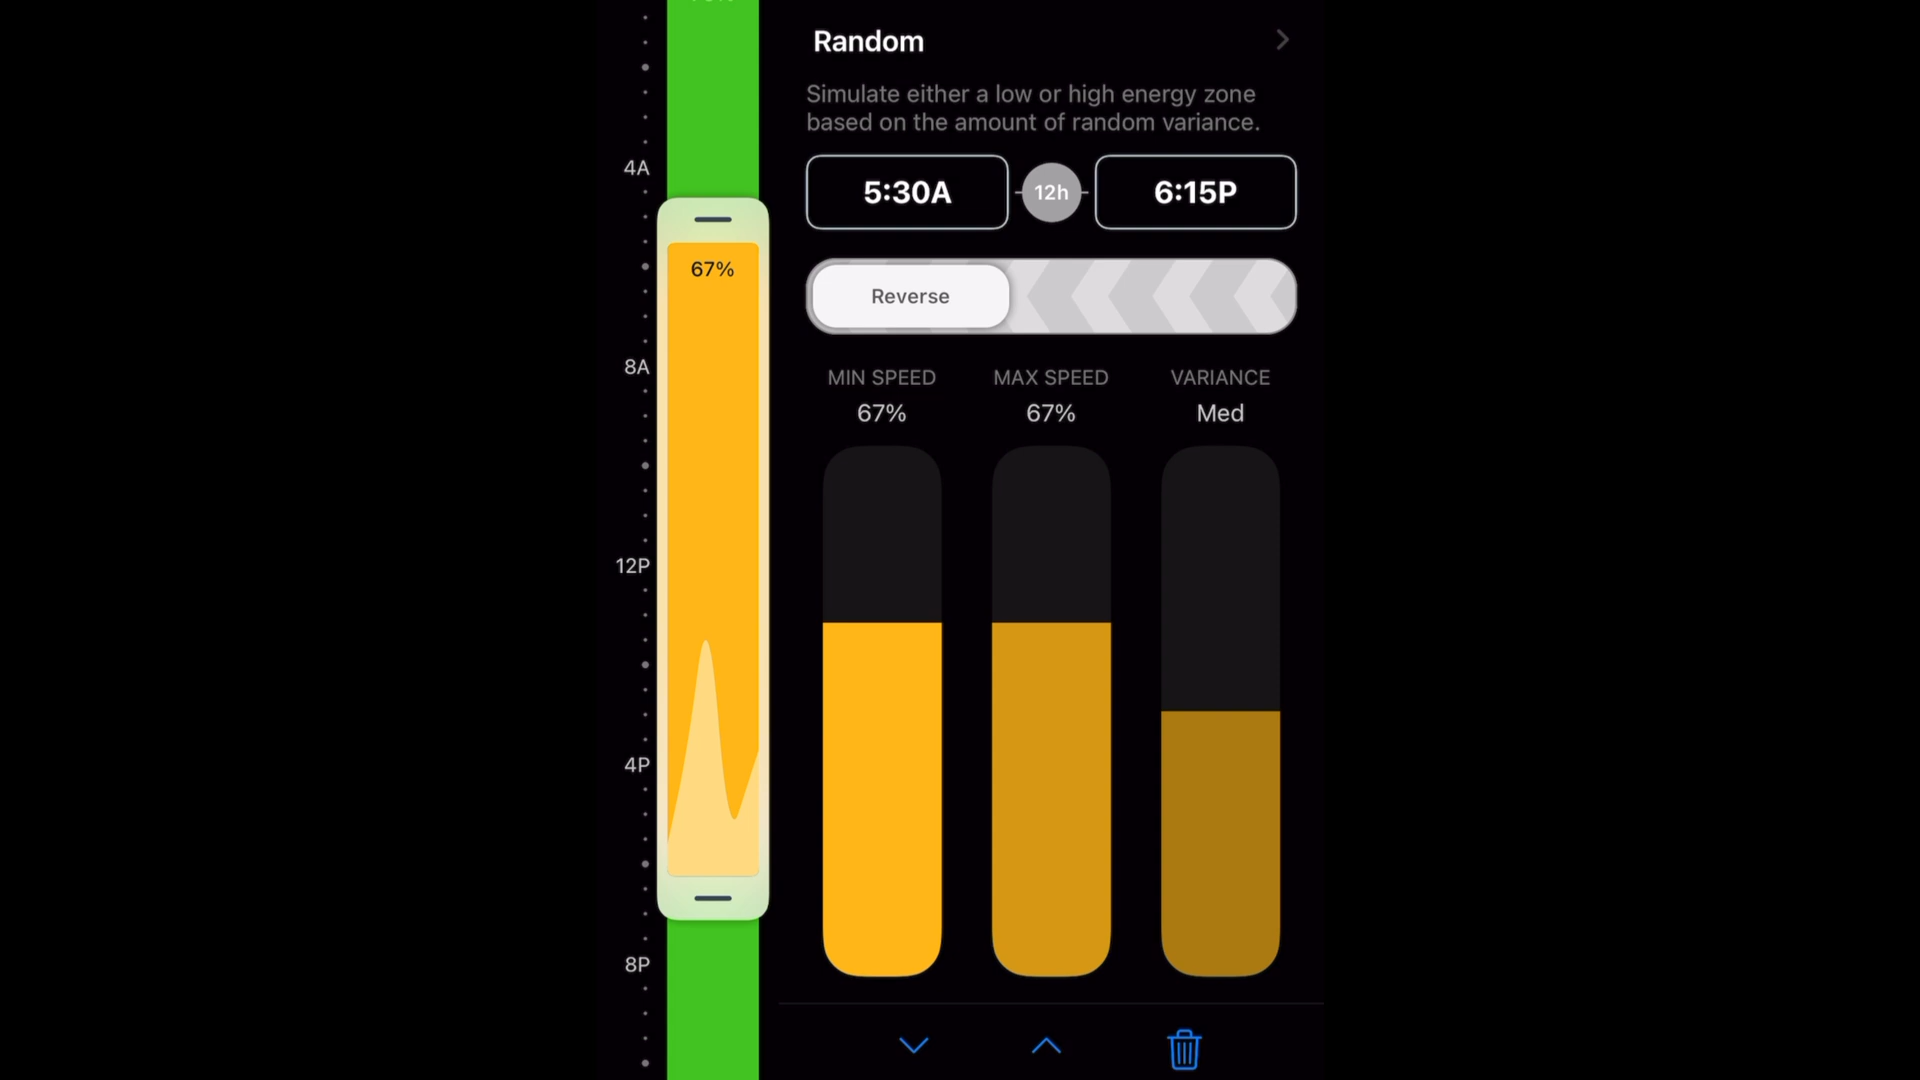 Random
Simulate either a low or high energy zone
based on the amount of random variance.
5:30A
12h
6:15P
Reverse
MIN SPEED
67%
MAX SPEED
67%
VARIANCE
Med
4A
67%
8A
12P
4P
8P